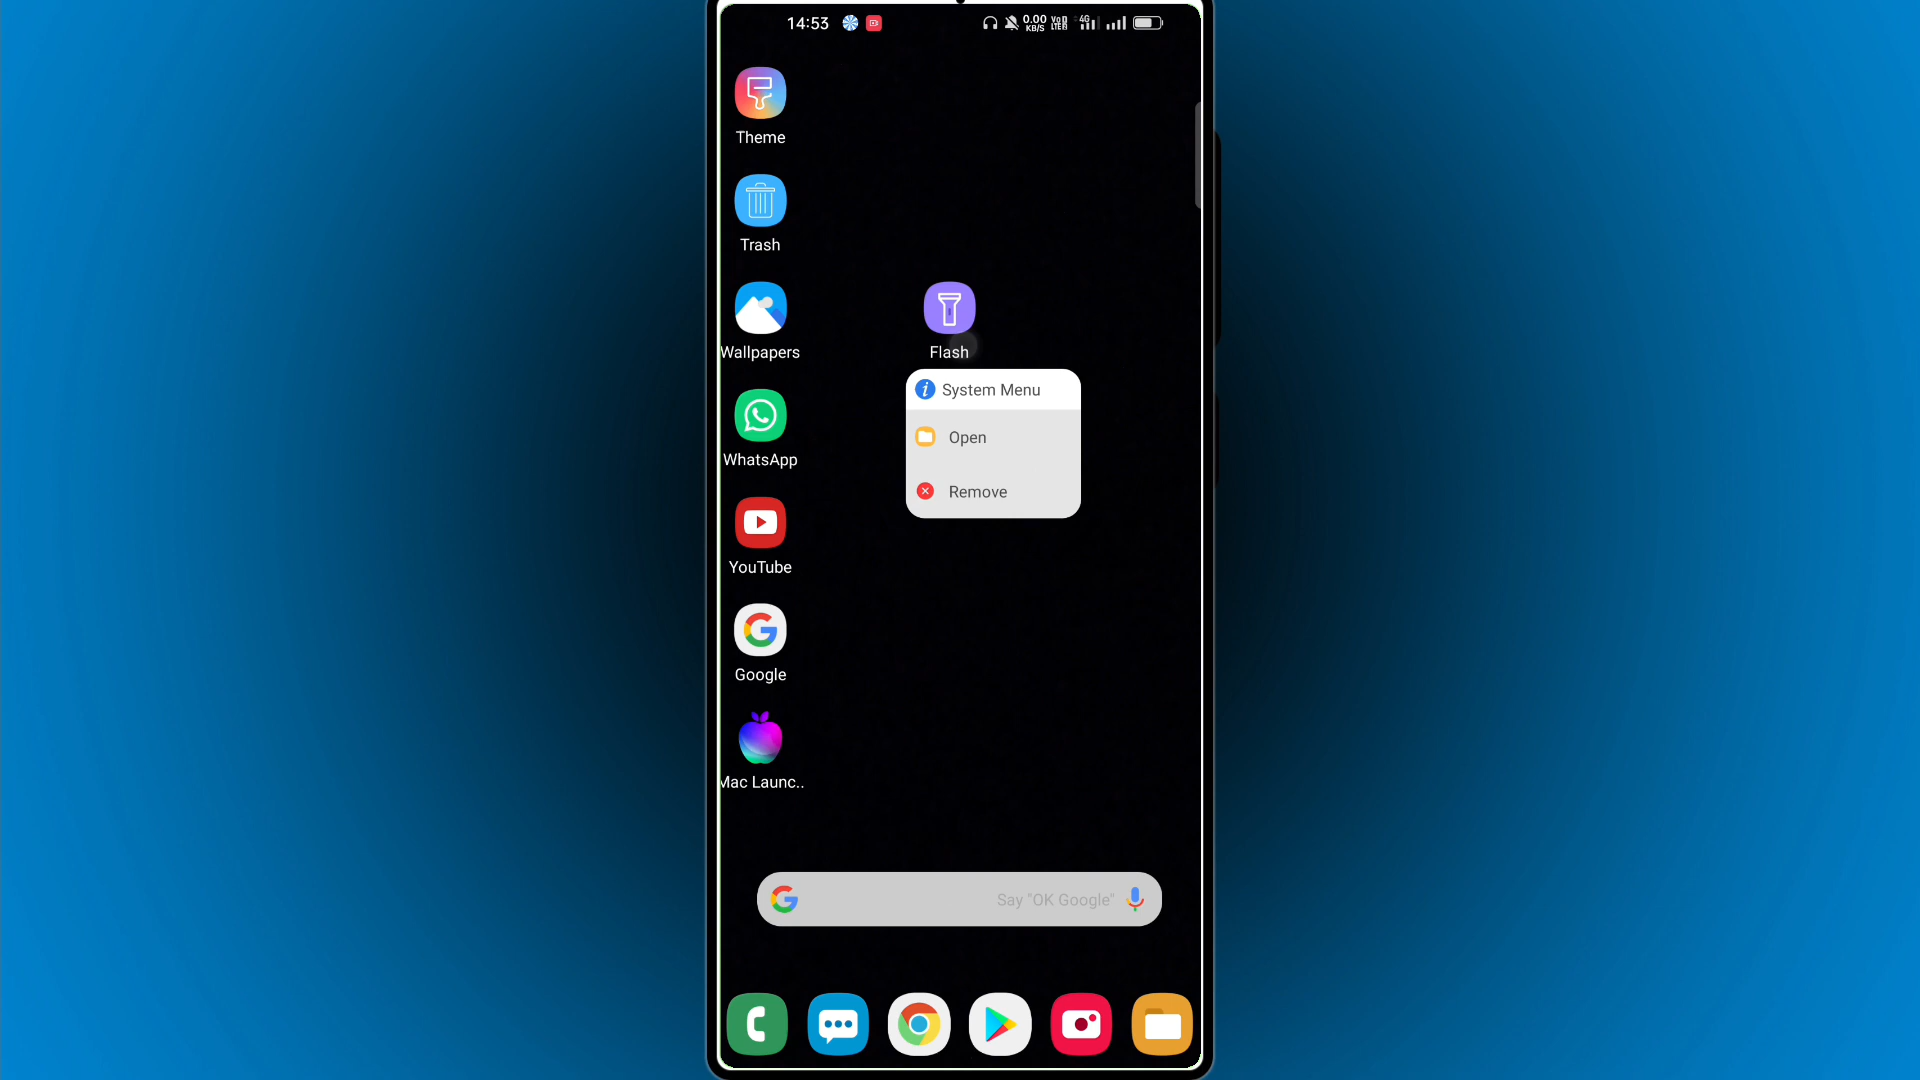 14:53
0.00 KB/S
4G
Theme
Trash
Wallpapers
Flash
System Menu
Open
Remove
WhatsApp
YouTube
Google
Mac Launc..
Say "OK Google"